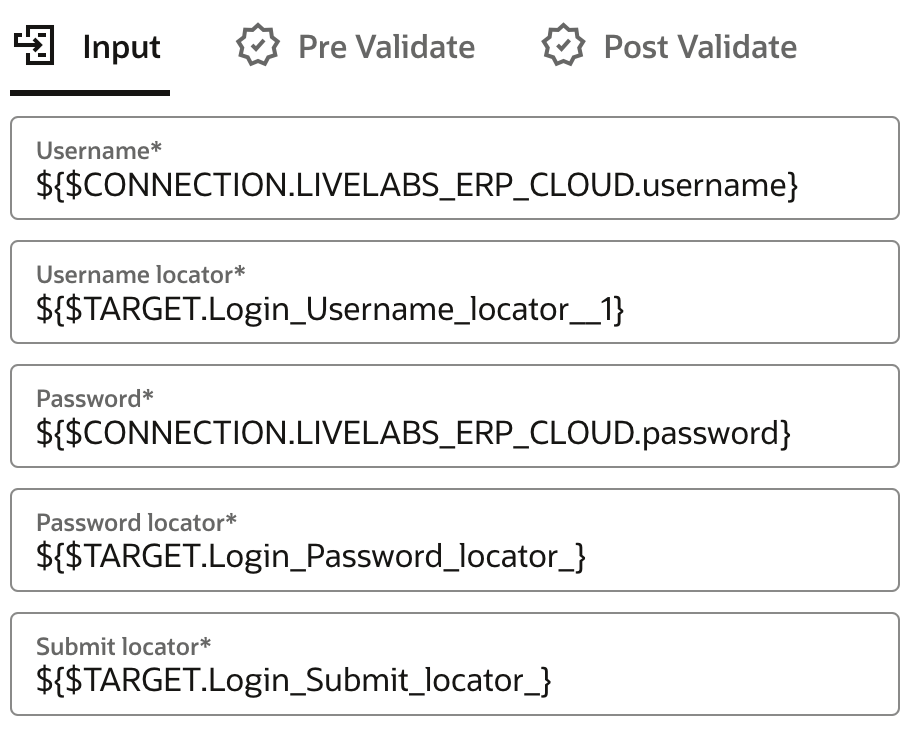 Input
Pre Validate
Post Validate
Username*
${$CONNECTION.LIVELABS_ERP_CLOUD.username}
Username locator*
${$TARGET.Login_Username_locator__1}
Password*
${$CONNECTION.LIVELABS_ERP_CLOUD.password}
Password locator*
${$TARGET.Login_Password_locator_}
Submit locator*
${$TARGET.Login_Submit_locator_}